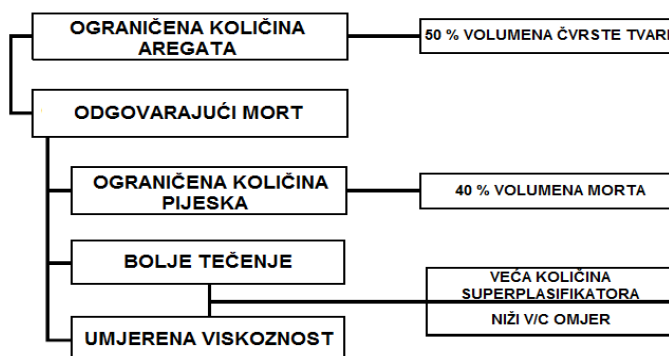 OGRANIČENA KOLIČINA
AREGATA
50 % VOLUMENA ČVRSTE TVARI
ODGOVARAJUĆI MORT
OGRANIČENA KOLIČINA
PIJESKA
40 % VOLUMENA MORTA
BOLJE TEČENJE
VEĆA KOLIČINA
SUPERPLASIFIKATORA
NIŽI V/C OMJER
UMJERENA VISKOZNOST